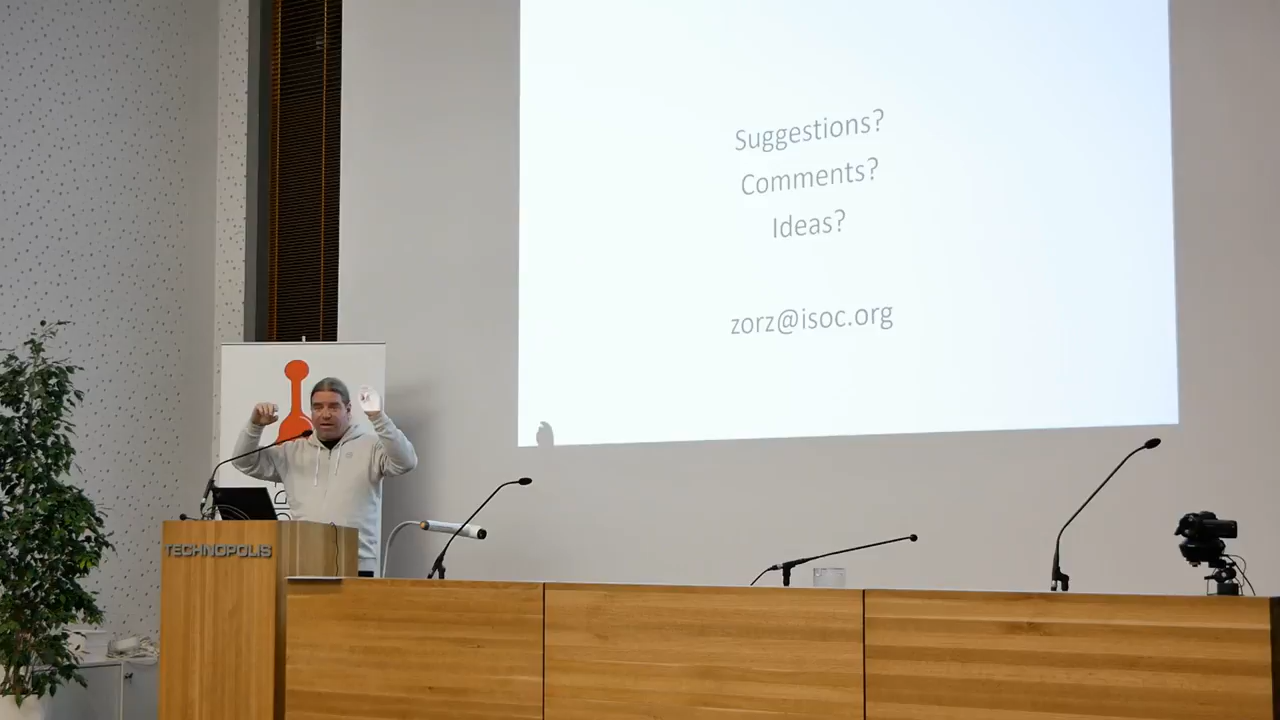 Suggestions?
Comments?
Ideas?
zorz@isoc.org
TECHNOPOLIS